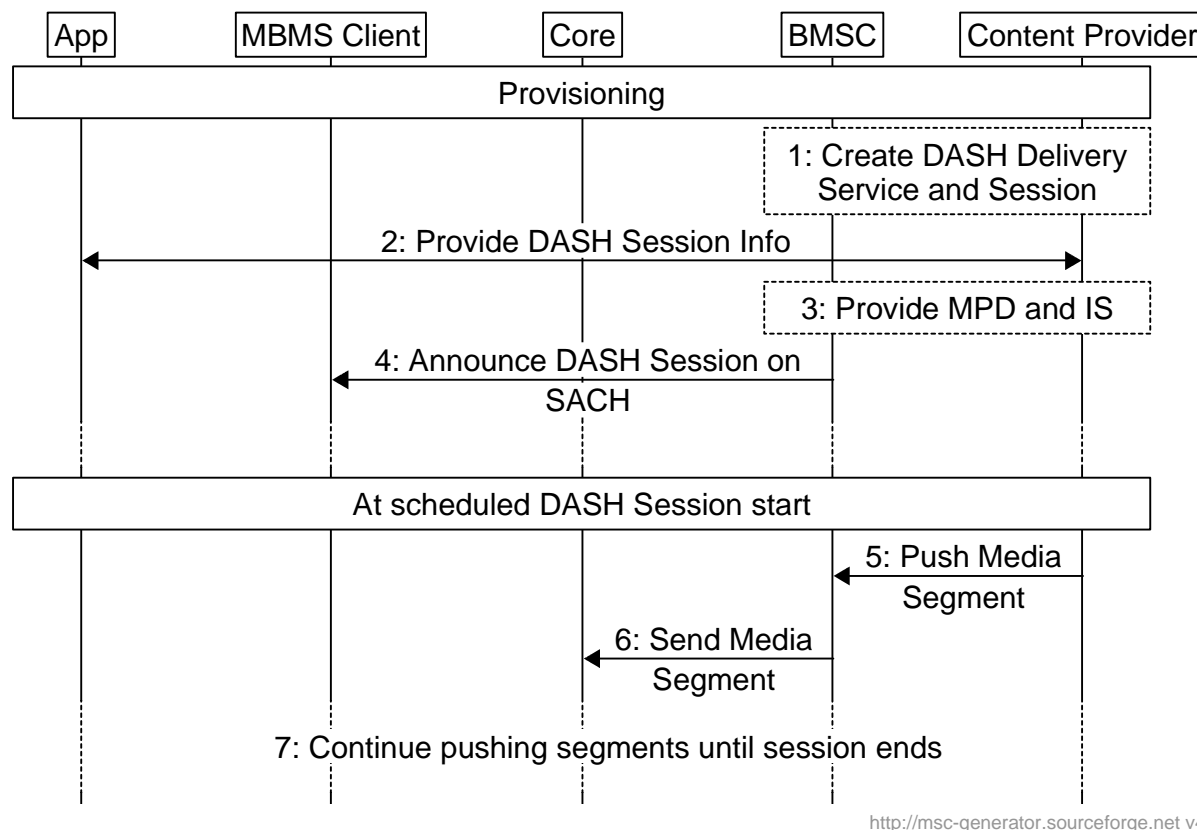 App
MBMS Client
Core
BMSC
Content Provider
Provisioning
1: Create DASH Delivery
Service and Session
2: Provide DASH Session Info
3: Provide MPD and IS
4: Announce DASH Session on
SACH
At scheduled DASH Session start
5: Push Media
Segment
6: Send Media
Segment
7: Continue pushing segments until session ends
http://msc-generator.sourceforge.net